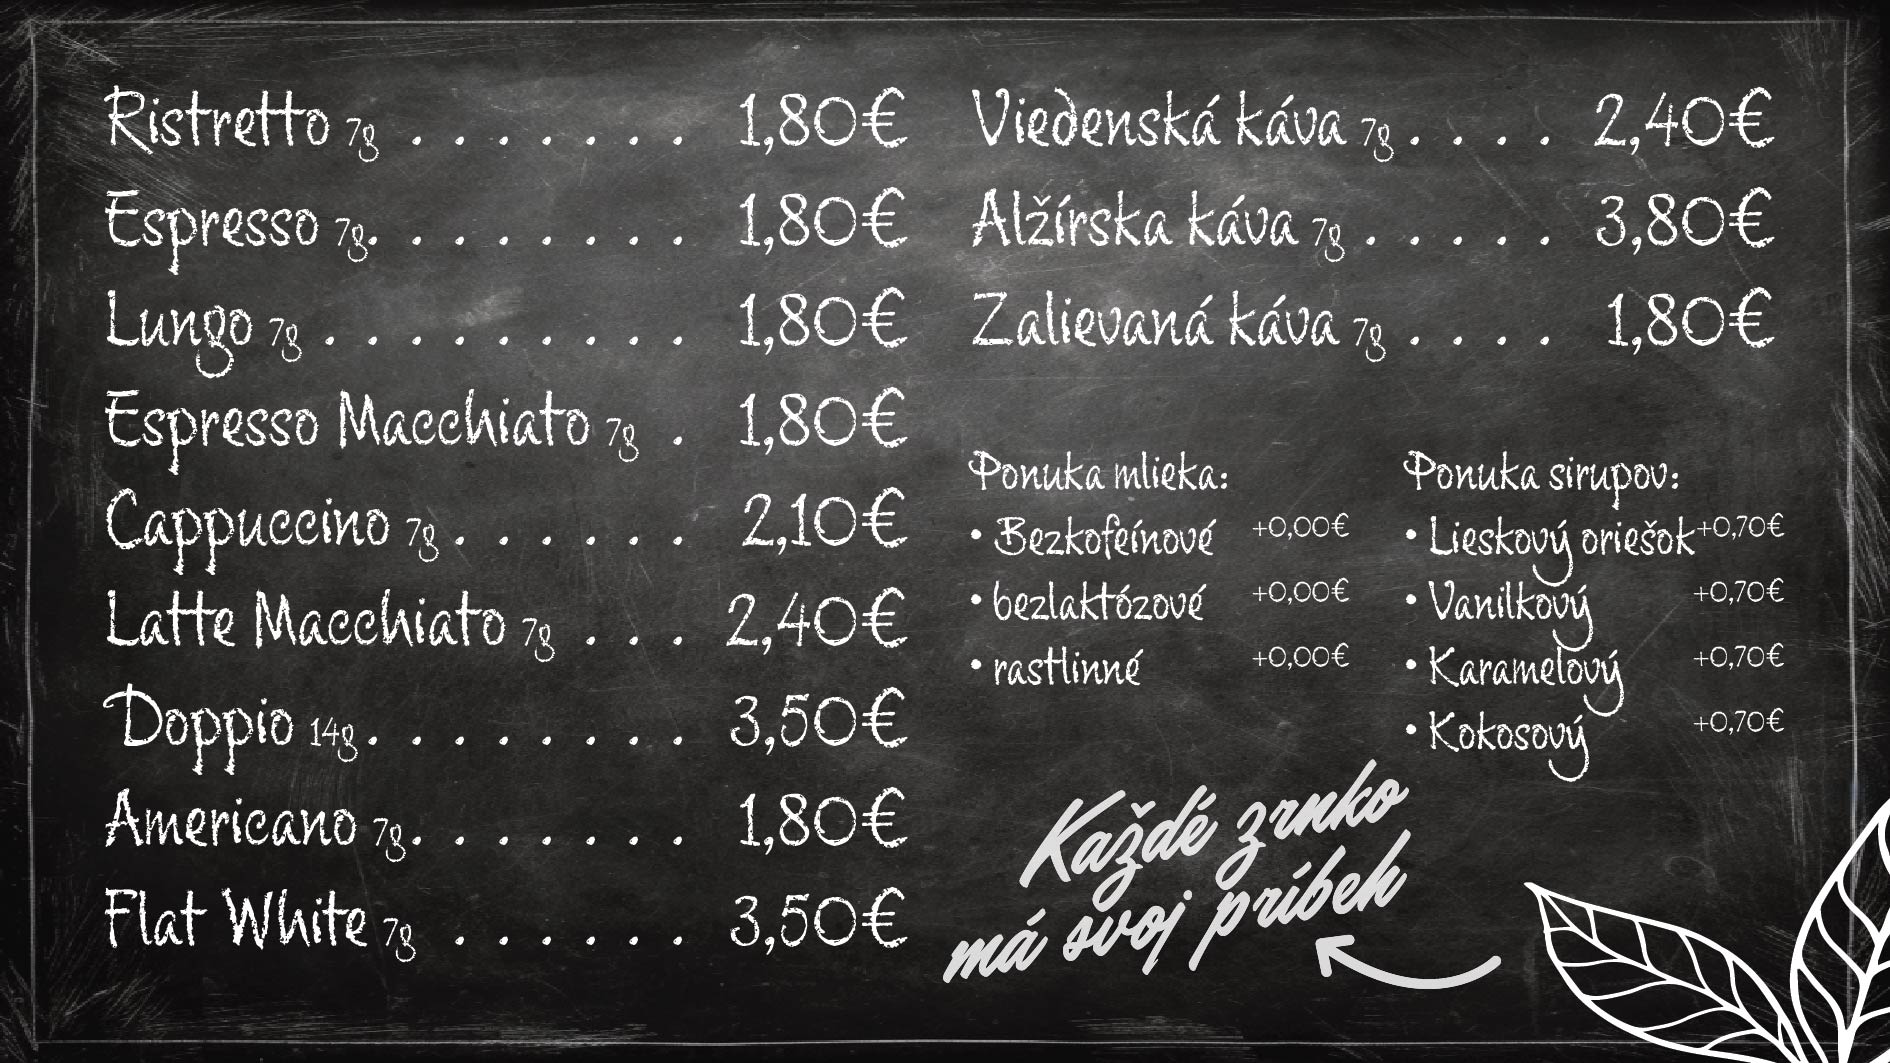 Ristretto 7g . . . . . . . 1,80€
Espresso 7g. . . . . . . . 1,80€
Lungo 7g . . . . . . . . . 1,80€
Espresso Macchiato 7g . 1,80€
Cappuccino 7g . . . . . . 2,10€
Latte Macchiato 7g . . . 2,40€
Doppio 14g . . . . . . . . 3,50€
Americano 7g. . . . . . . 1,80€
Flat White 7g . . . . . . 3,50€
Viedenská káva 7g . . . . 2,40€
Alžírska káva 7g . . . . . 3,80€
Zalievaná káva 7g . . . . 1,80€
Ponuka mlieka:
• Bezkofeínové +0,00€
• bezlaktózové +0,00€
• rastlinné +0,00€
Ponuka sirupov:
• Lieskový oriešok +0,70€
• Vanilkový +0,70€
• Karamelový +0,70€
• Kokosový +0,70€
Každé zrnko
má svoj príbeh